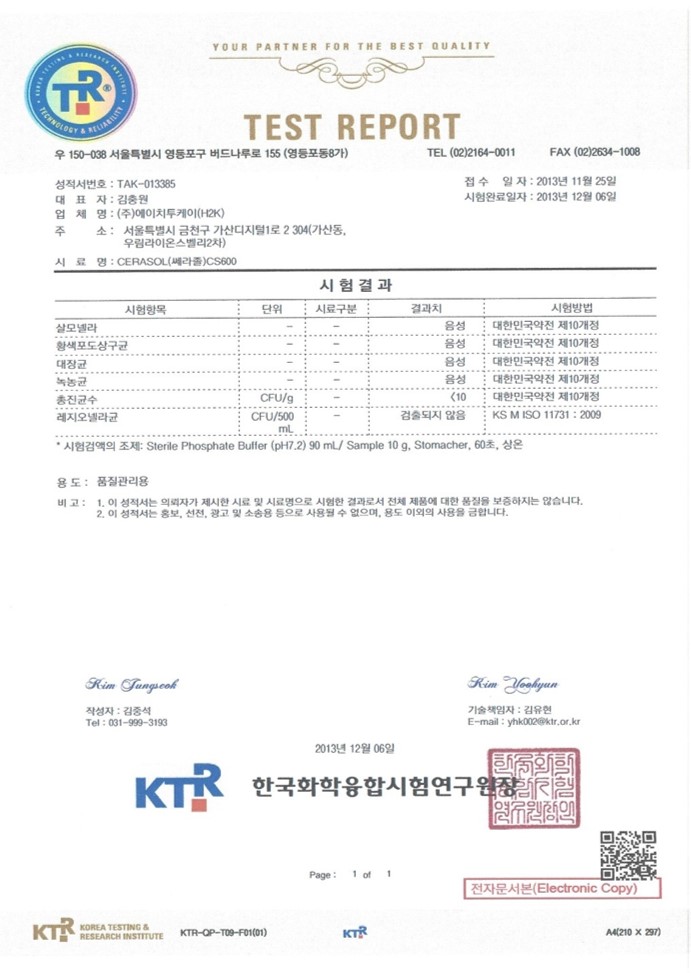 YOUR PARTNER FOR THE BEST QUALITY
KOREA TESTING & RESEARCH INSTITUTE
KTR®
TECHNOLOGY & RELIABILITY
TEST REPORT
우 150-038 서울특별시 영등포구 버드나루로 155 (영등포동8가) TEL (02)2164-0011 FAX (02)2634-1008
성적서번호 : TAK-013385 접 수 일 자 : 2013년 11월 25일
대 표 자 : 김충원 시험완료일자 : 2013년 12월 06일
업 체 명 : (주)에이치투케이(H2K)
주 소 : 서울특별시 금천구 가산디지털1로 2 304(가산동,
우림라이온스벨리2차)
시 료 명 : CERASOL(쎄라졸)CS600
시 험 결 과
시험항목 단위 시료구분 결과치 시험방법
살모넬라 - - 음성 대한민국약전 제10개정
황색포도상구균 - - 음성 대한민국약전 제10개정
대장균 - - 음성 대한민국약전 제10개정
녹농균 - - 음성 대한민국약전 제10개정
총진균수 CFU/g - <10 대한민국약전 제10개정
레지오넬라균 CFU/500 - 검출되지 않음 KS M ISO 11731 : 2009
mL
* 시험검액의 조제: Sterile Phosphate Buffer (pH7.2) 90 mL/ Sample 10 g, Stomacher, 60초, 상온
용 도 : 품질관리용
비 고 : 1. 이 성적서는 의뢰자가 제시한 시료 및 시료명으로 시험한 결과로서 전체 제품에 대한 품질을 보증하지는 않습니다.
2. 이 성적서는 홍보, 선전, 광고 및 소송용 등으로 사용될 수 없으며, 용도 이외의 사용을 금합니다.
Kim Jungseok Kim Yoohyun
작성자 : 김중석 기술책임자 : 김유현
Tel : 031-999-3193 E-mail : yhk002@ktr.or.kr
2013년 12월 06일
KTR 한국화학융합시험연구원장
Page : 1 of 1
전자문서본(Electronic Copy)
KTR KOREA TESTING &
RESEARCH INSTITUTE KTR-QP-T09-F01(01) KTR A4(210 X 297)